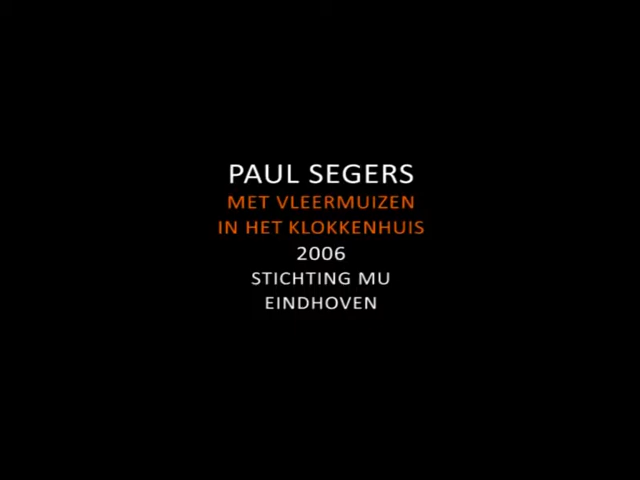 PAUL SEGERS
MET VLEERMUIZEN
IN HET KLOKKENHUIS
2006
STICHTING MU
EINDHOVEN